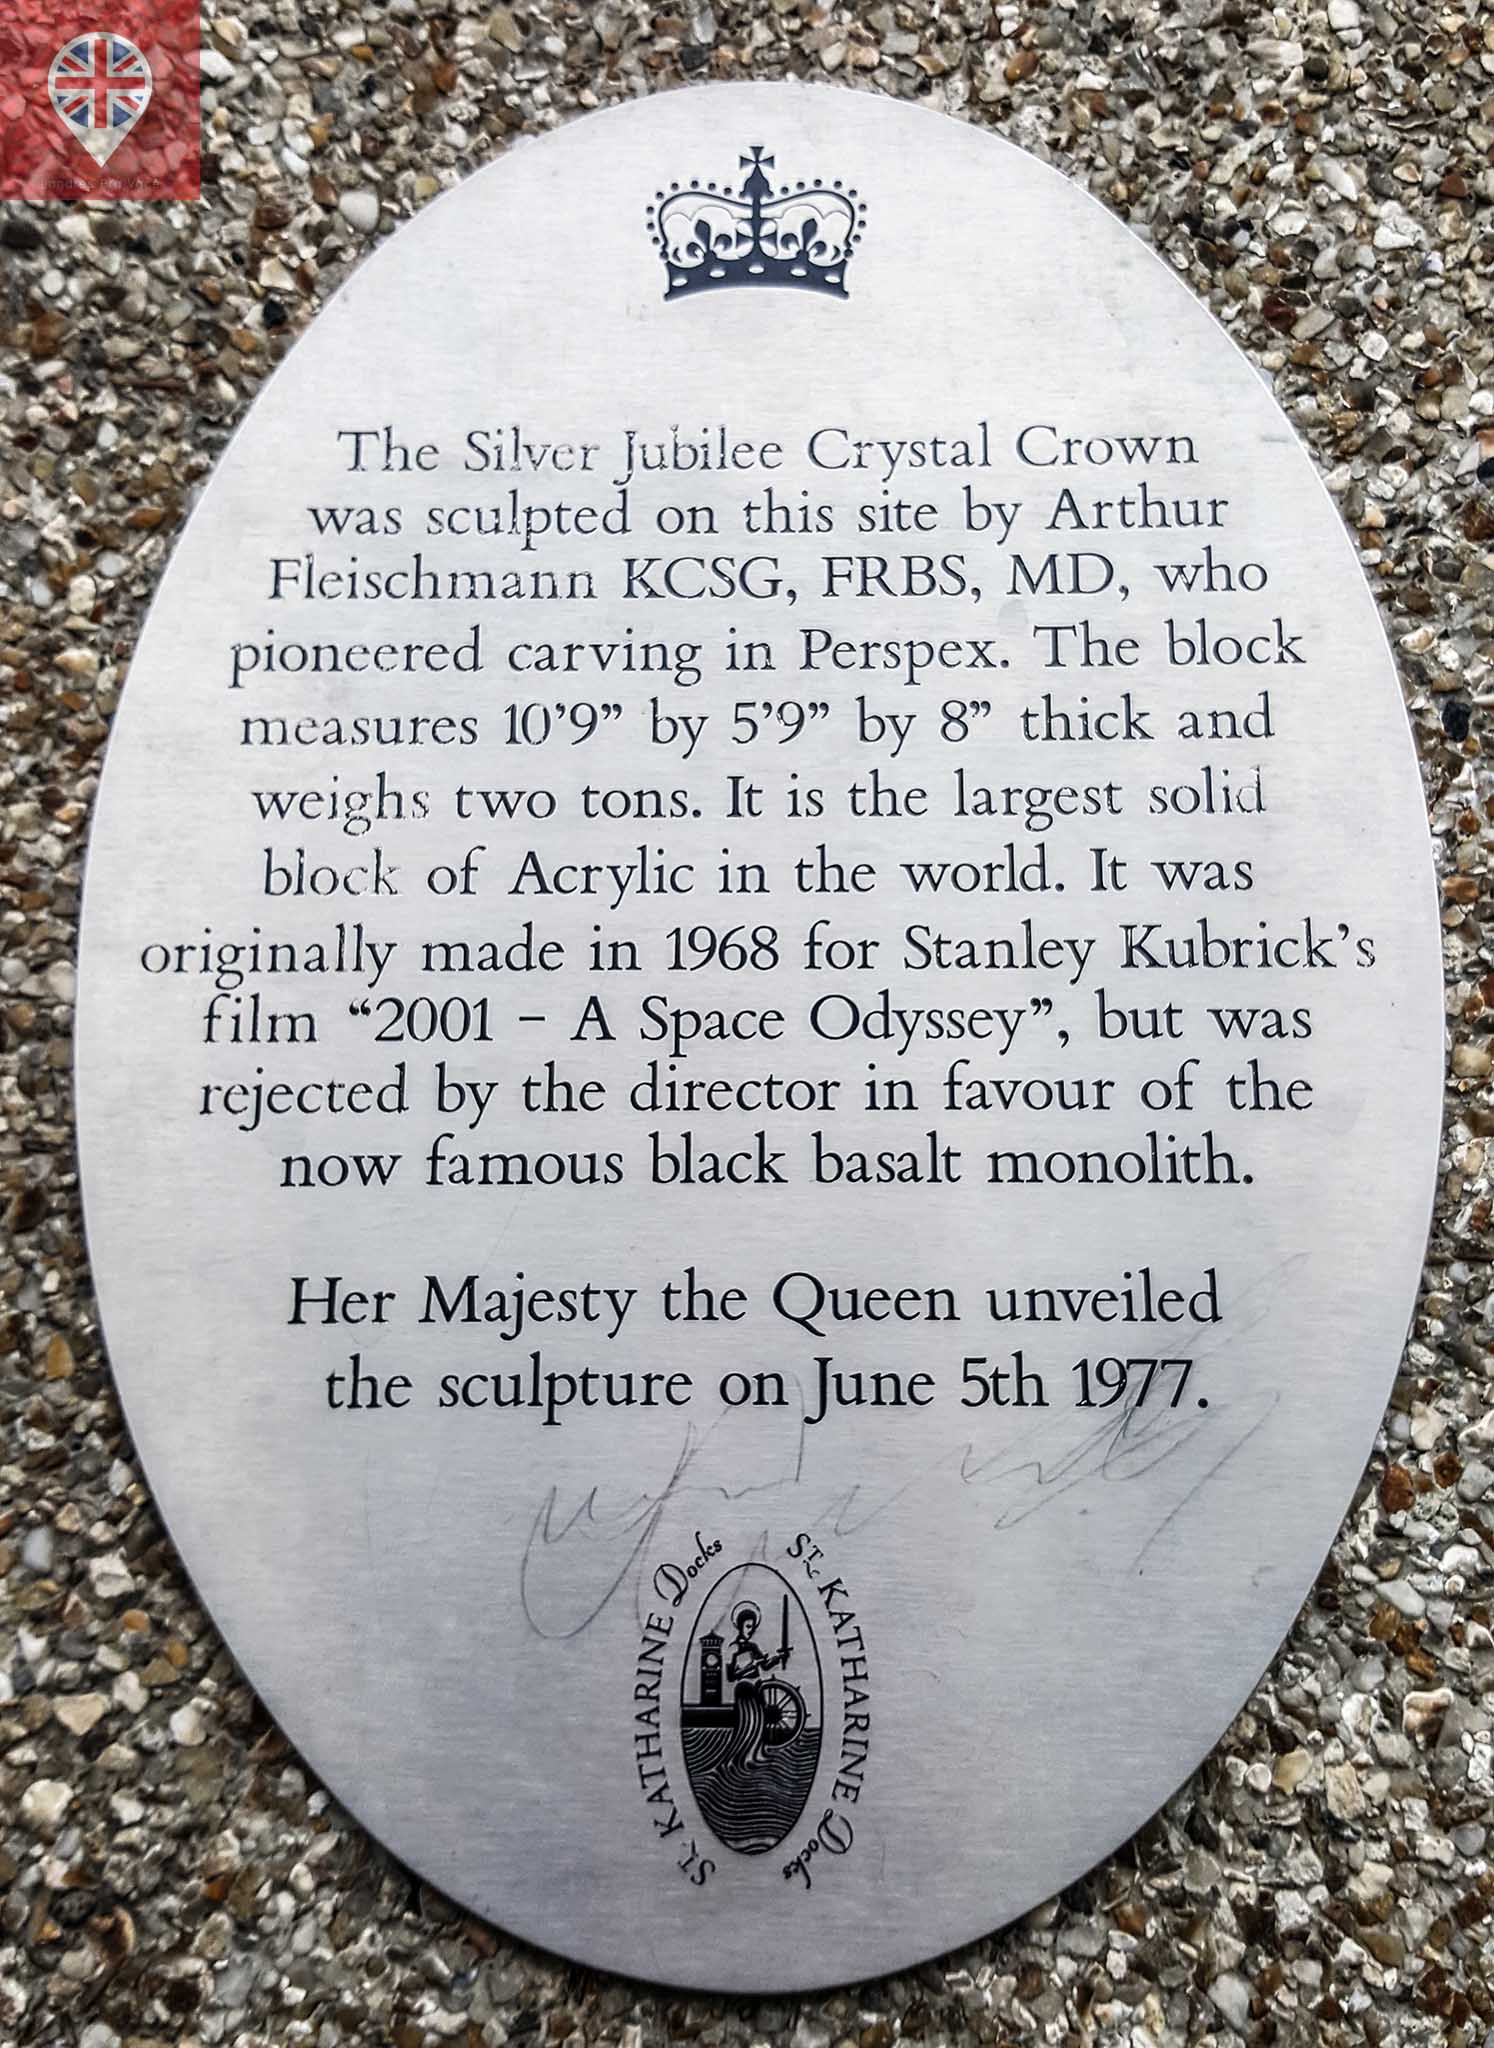 Londres Pra Você
The Silver Jubilee Crystal Crown
was sculpted on this site by Arthur
Fleischmann KCSG, FRBS, MD, who
pioneered carving in Perspex. The block
measures 10’9” by 5’9” by 8” thick and
weighs two tons. It is the largest solid
block of Acrylic in the world. It was
originally made in 1968 for Stanley Kubrick’s
film “2001 – A Space Odyssey”, but was
rejected by the director in favour of the
now famous black basalt monolith.
Her Majesty the Queen unveiled
the sculpture on June 5th 1977.
ST. KATHARINE Docks
ST. KATHARINE Docks